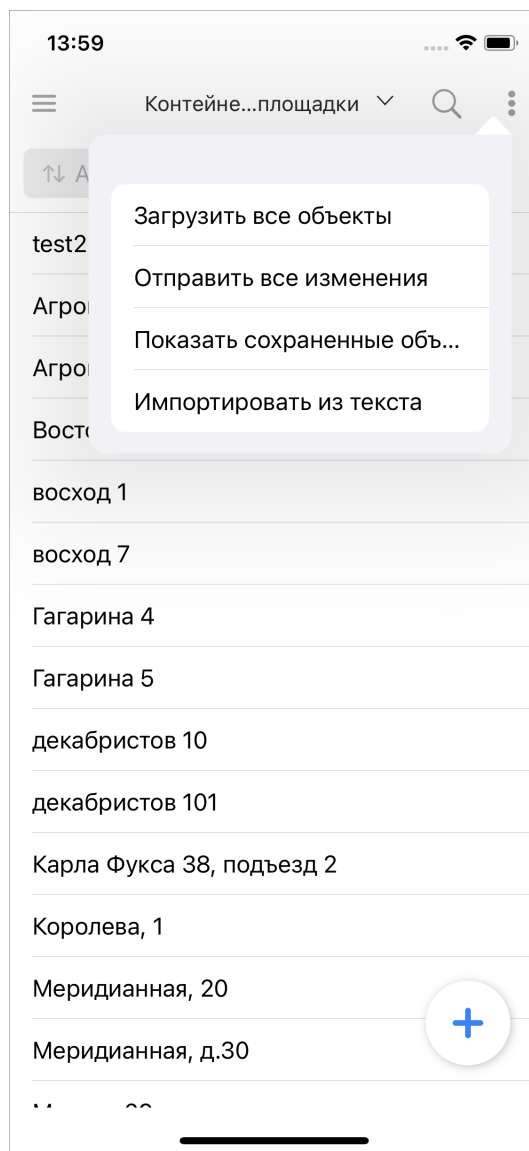 13:59
Контейне...площадки
Загрузить все объекты
Отправить все изменения
Показать сохраненные объ...
Импортировать из текста
test2
восход 1
восход 7
Гагарина 4
Гагарина 5
декабристов 10
декабристов 101
Карла Фукса 38, подъезд 2
Королева, 1
Меридианная, 20
Меридианная, д.30